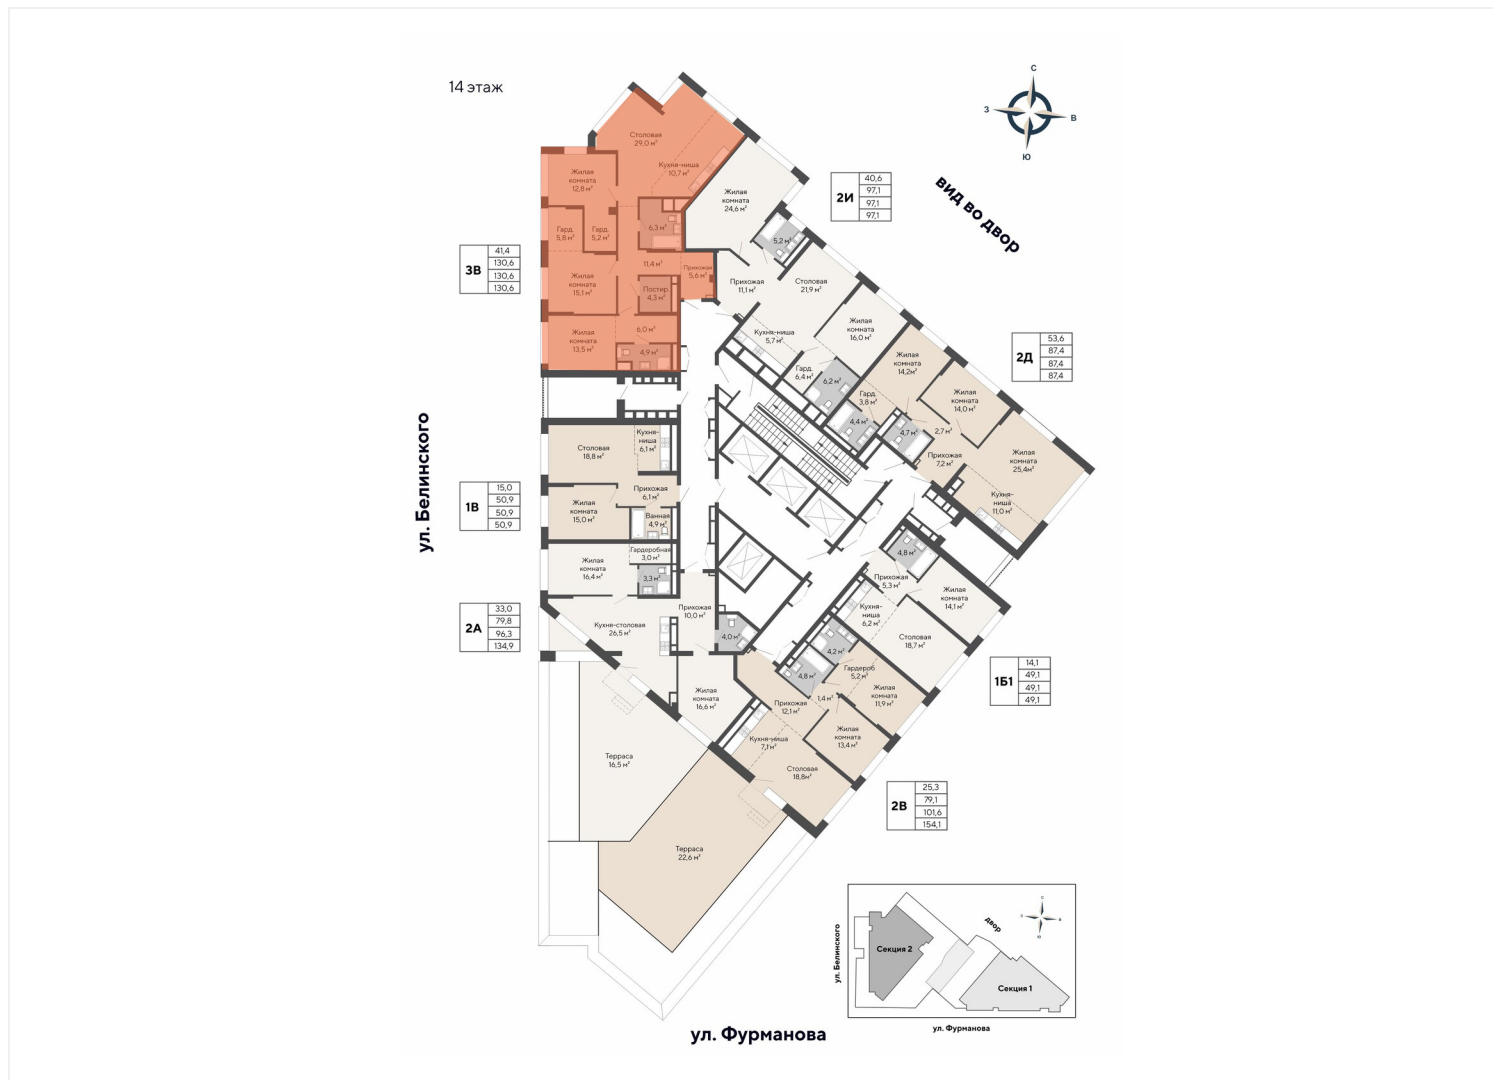 14 этаж
С
З
В
Ю
вид во двор
ул. Белинского
ул. Фурманова
3В
41,4
130,6
130,6
130,6
Столовая
29,0 м²
Кухня-ниша
10,7 м²
Жилая
комната
12,8 м²
Гард.
5,8 м²
Гард.
5,2 м²
6,3 м²
11,4 м²
Прихожая
5,6 м²
Жилая
комната
15,1 м²
Постир.
4,3 м²
Жилая
комната
13,5 м²
6,0 м²
4,9 м²
2И
40,6
97,1
97,1
97,1
Жилая
комната
24,6 м²
5,2 м²
Прихожая
11,1 м²
Столовая
21,9 м²
Кухня-ниша
5,7 м²
Жилая
комната
16,0 м²
Гард.
6,4 м²
6,2 м²
2Д
53,6
87,4
87,4
87,4
Жилая
комната
14,2м²
Гард.
3,8 м²
4,4 м²
Жилая
комната
14,0 м²
4,7 м²
2,7 м²
Прихожая
7,2 м²
Жилая
комната
25,4м²
Кухня-
ниша
11,0 м²
1В
15,0
50,9
50,9
50,9
Столовая
18,8 м²
Кухня-
ниша
6,1 м²
Прихожая
6,1 м²
Жилая
комната
15,0 м²
Ванная
4,9 м²
2А
33,0
79,8
96,3
134,9
Жилая
комната
16,4 м²
Гардеробная
3,0 м²
3,3 м²
Кухня-столовая
26,5 м²
Прихожая
10,0 м²
4,0 м²
Жилая
комната
16,6 м²
Терраса
16,5 м²
1Б1
14,1
49,1
49,1
49,1
4,8 м²
Прихожая
5,3 м²
Жилая
комната
14,1 м²
Кухня-
ниша
6,2 м²
Столовая
18,7 м²
2В
25,3
79,1
101,6
154,1
4,2 м²
4,8 м²
Гардероб
5,2 м²
1,4 м²
Жилая
комната
11,9 м²
Прихожая
12,1 м²
Жилая
комната
13,4 м²
Кухня-ниша
7,1 м²
Столовая
18,8м²
Терраса
22,6 м²
ул. Белинского
Секция 2
двор
Секция 1
ул. Фурманова